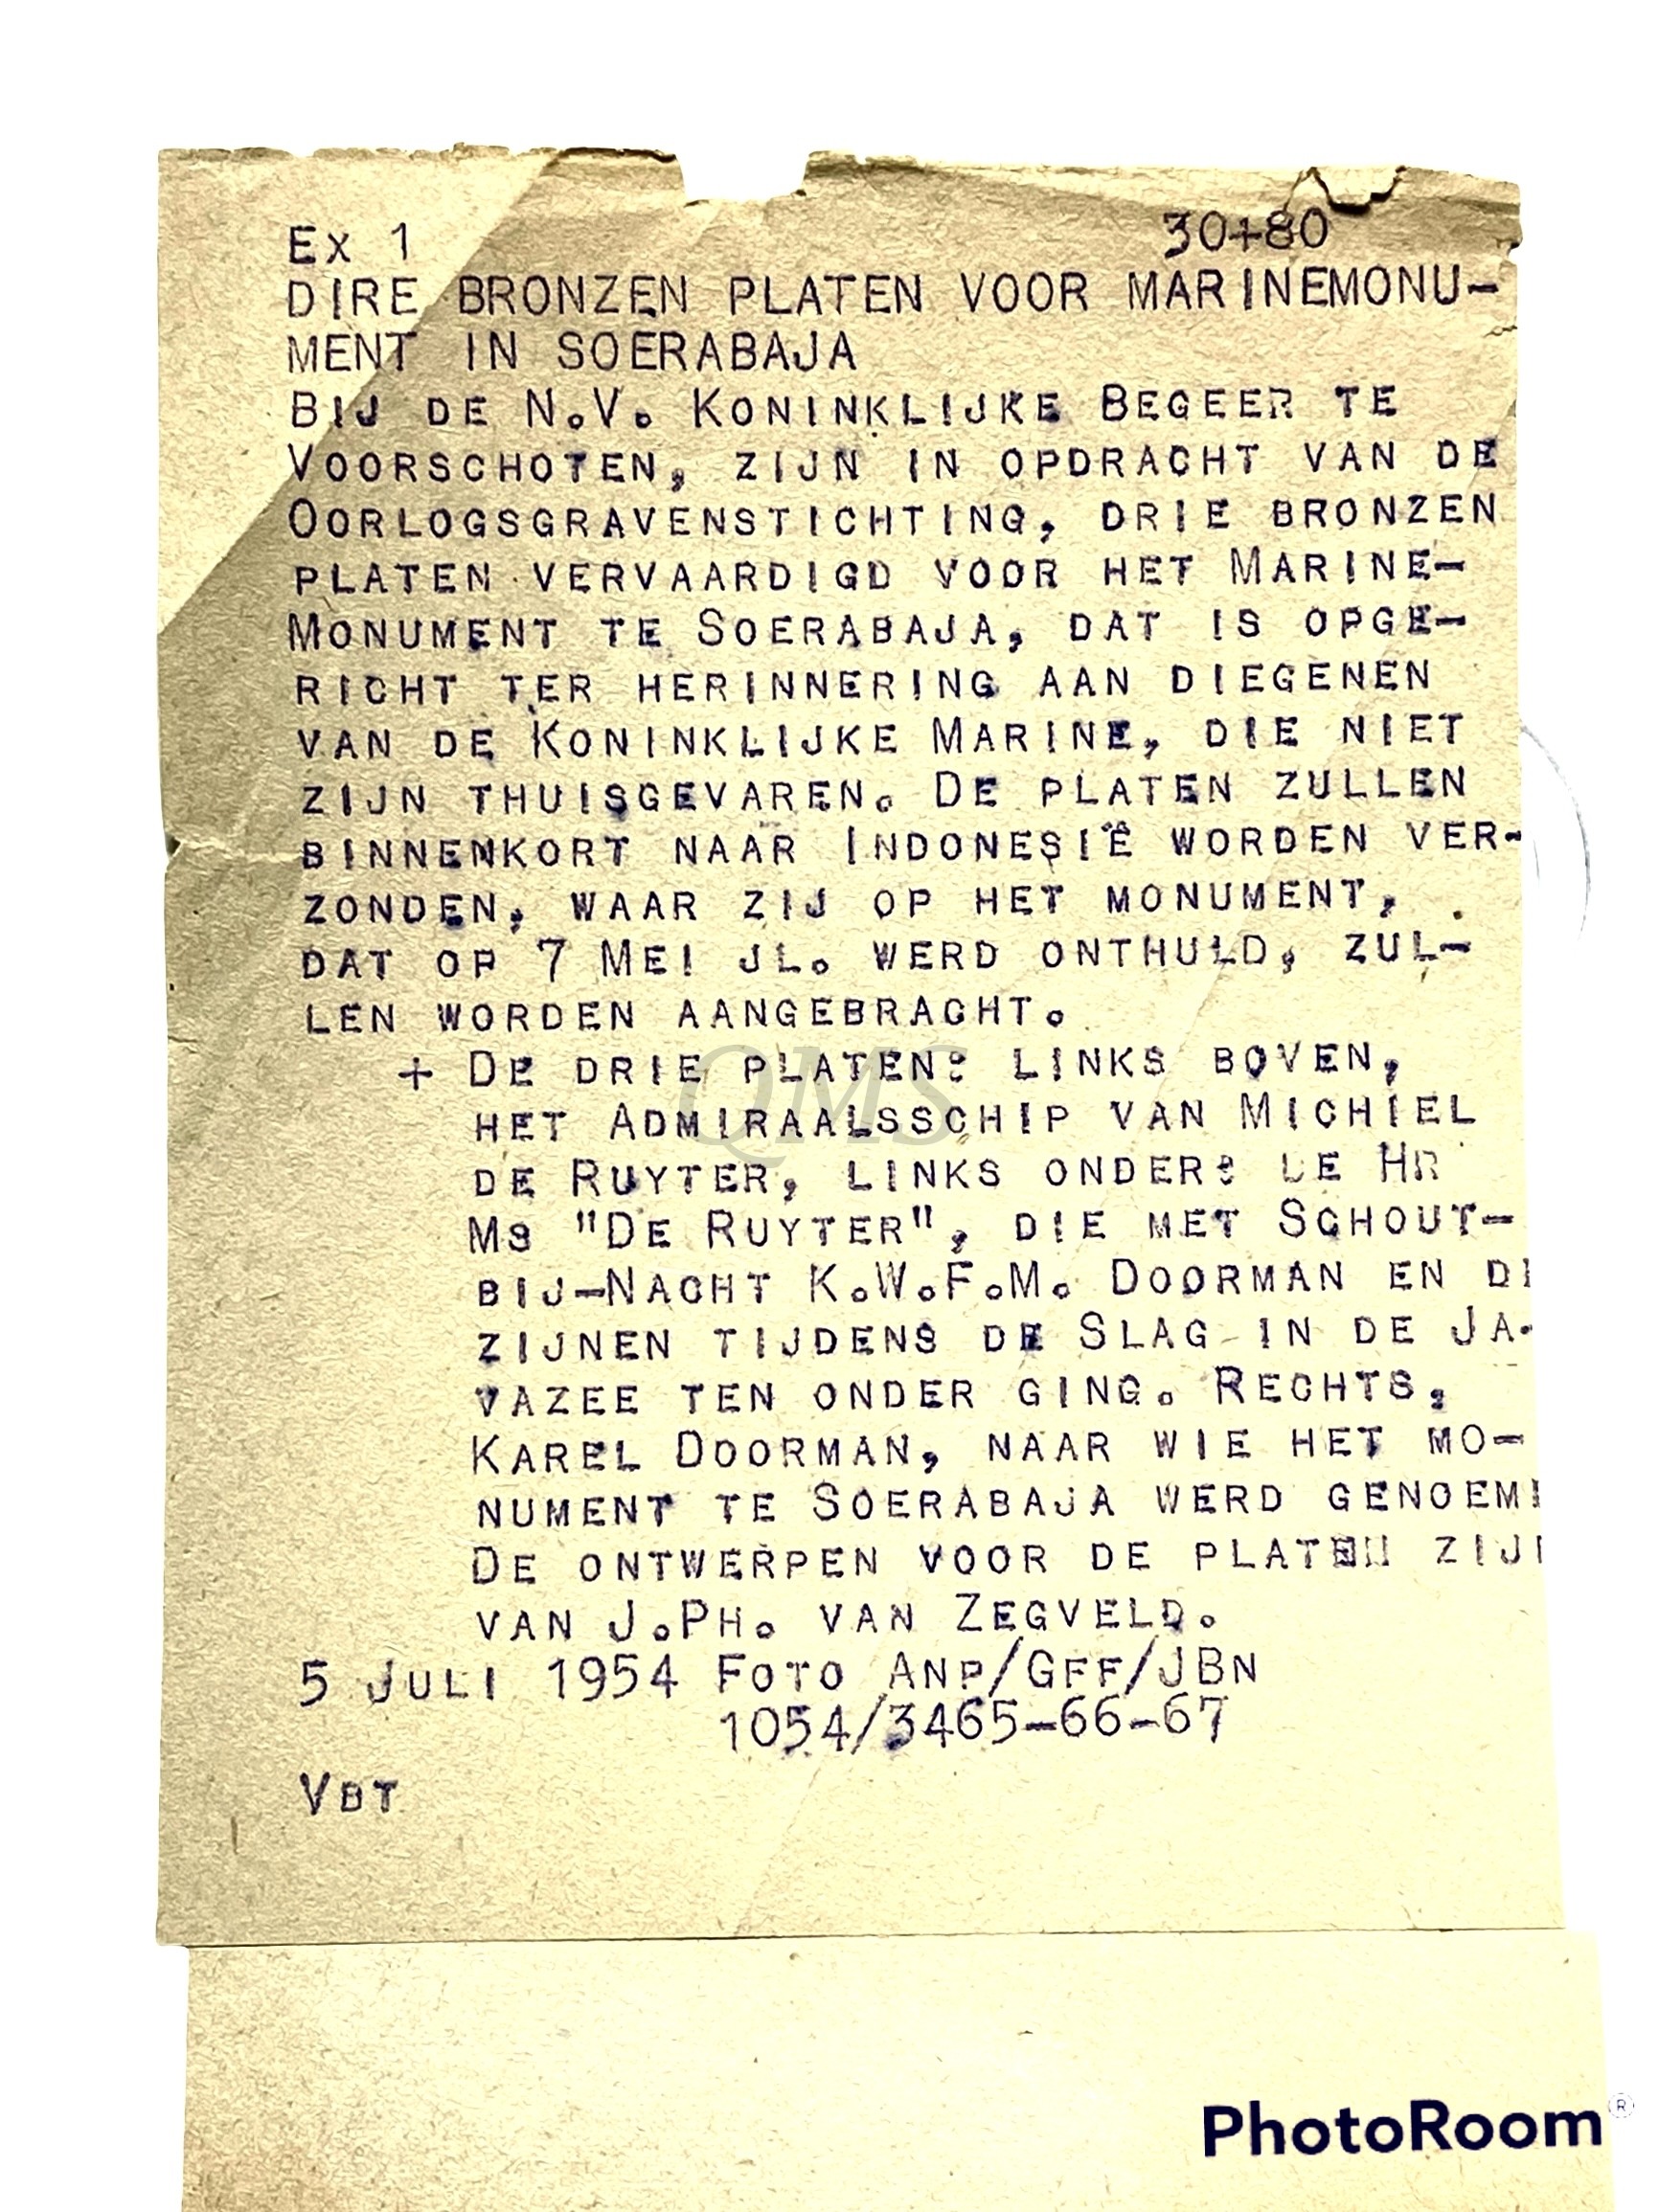 Ex 1 30+80
DIRE BRONZEN PLATEN VOOR MARINEMONU-
MENT IN SOERABAJA
BIJ DE N.V. KONINKLIJKE BEGEER TE
VOORSCHOTEN, ZIJN IN OPDRACHT VAN DE
OORLOGSGRAVENSTICHTING, DRIE BRONZEN
PLATEN VERVAARDIGD VOOR HET MARINE-
MONUMENT TE SOERABAJA, DAT IS OPGE-
RICHT TER HERINNERING AAN DIEGENEN
VAN DE KONINKLIJKE MARINE, DIE NIET
ZIJN THUISGEVAREN. DE PLATEN ZULLEN
BINNENKORT NAAR INDONESIË WORDEN VER-
ZONDEN, WAAR ZIJ OP HET MONUMENT,
DAT OP 7 MEI JL. WERD ONTHULD, ZUL-
LEN WORDEN AANGEBRACHT.
+ DE DRIE PLATEN: LINKS BOVEN,
HET ADMIRAALSSCHIP VAN MICHIEL
DE RUYTER, LINKS ONDER: DE HR
MS "DE RUYTER", DIE MET SCHOUT-
BIJ-NACHT K.W.F.M. DOORMAN EN D
ZIJNEN TIJDENS DE SLAG IN DE JA-
VAZEE TEN ONDER GING. RECHTS,
KAREL DOORMAN, NAAR WIE HET MO-
NUMENT TE SOERABAJA WERD GENOEM
DE ONTWERPEN VOOR DE PLATEN ZIJ
VAN J.PH. VAN ZEGVELD.
5 JULI 1954 FOTO ANP/GFF/JBN
1054/3465-66-67
VBT
QMS
PhotoRoom®